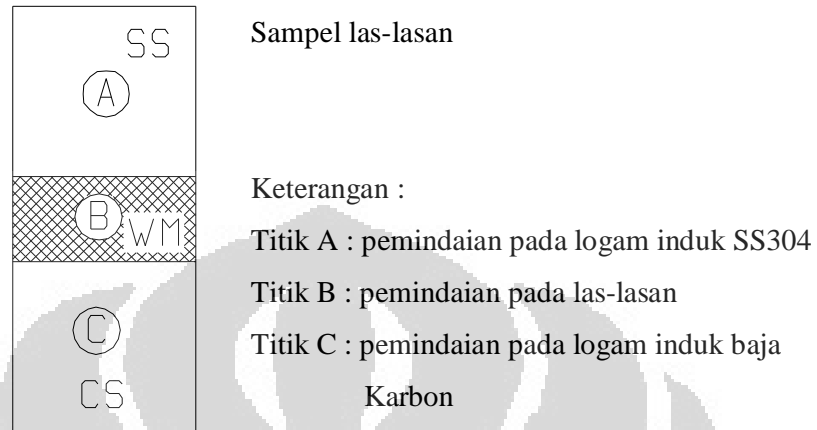 SS
A
B
WM
C
CS
Sampel las-lasan
Keterangan :
Titik A : pemindaian pada logam induk SS304
Titik B : pemindaian pada las-lasan
Titik C : pemindaian pada logam induk baja
Karbon